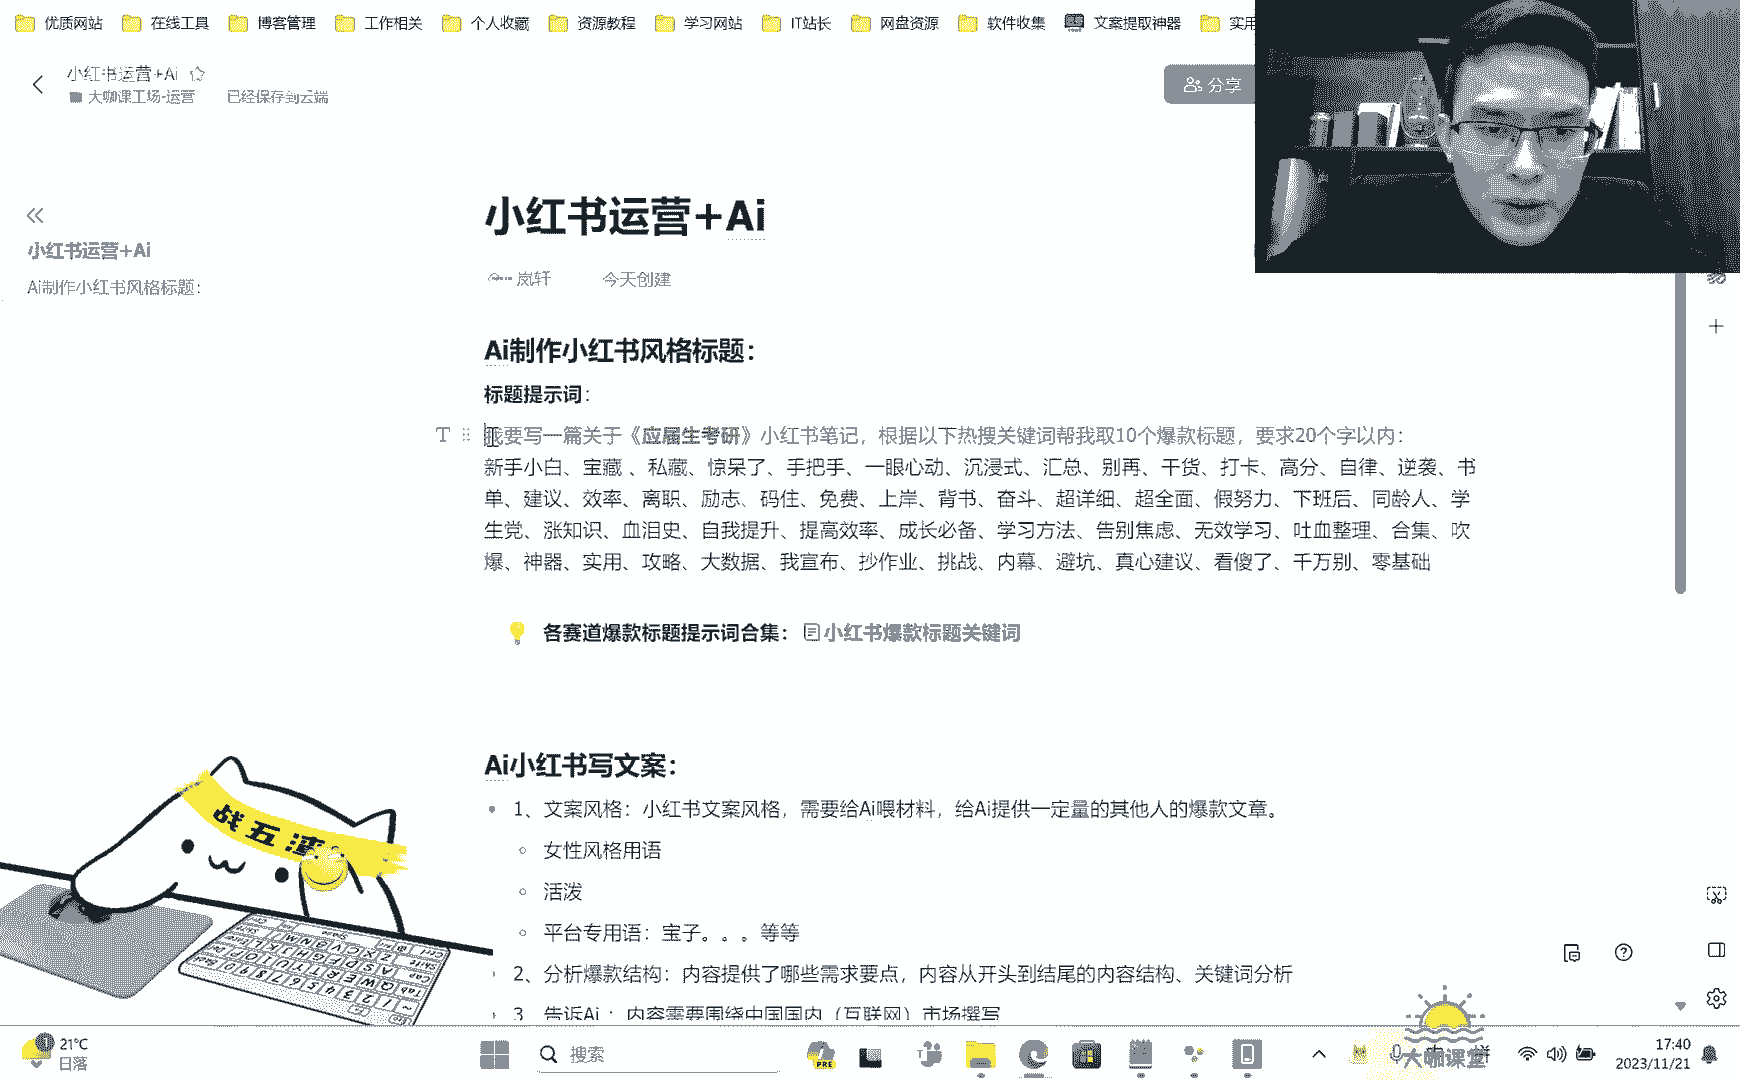 优质网站 在线工具 博客管理 工作相关 个人收藏 资源教程 学习网站 IT站长 网盘资源 软件收集 文案提取神器 实用
小红书运营+Ai
大咖课工场-运营 已经保存到云端
分享
小红书运营+Ai
岚轩 今天创建
小红书运营+Ai
Ai制作小红书风格标题：
Ai制作小红书风格标题：
标题提示词：
我要写一篇关于《应届生考研》小红书笔记，根据以下热搜关键词帮我取10个爆款标题，要求20个字以内：
新手小白、宝藏 、私藏、惊呆了、手把手、一眼心动、沉浸式、汇总、别再、干货、打卡、高分、自律、逆袭、书
单、建议、效率、离职、励志、码住、免费、上岸、背书、奋斗、超详细、超全面、假努力、下班后、同龄人、学
生党、涨知识、血泪史、自我提升、提高效率、成长必备、学习方法、告别焦虑、无效学习、吐血整理、合集、吹
爆、神器、实用、攻略、大数据、我宣布、抄作业、挑战、内幕、避坑、真心建议、看傻了、千万别、零基础
各赛道爆款标题提示词合集： 小红书爆款标题关键词
Ai小红书写文案：
1、文案风格：小红书文案风格，需要给Ai喂材料，给Ai提供一定量的其他人的爆款文章。
女性风格用语
活泼
平台专用语：宝子。。。等等
2、分析爆款结构：内容提供了哪些需求要点，内容从开头到结尾的内容结构、关键词分析
3、告诉Ai ：内容需要围绕中国国内（互联网）市场撰写
战五渣
21°C
日落
搜索
PRE
17:40
2023/11/21
大咖课堂